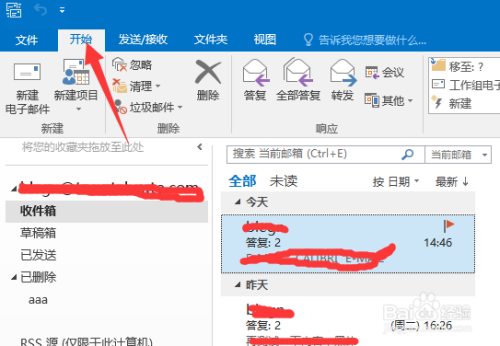 文件 开始 发送/接收 文件夹 视图 告诉我您想要做什么...
新建
电子邮件
新建项目
忽略
清理
垃圾邮件
删除
答复 全部答复 转发
会议
其他
移至: ?
工作组电子
新建
新建 删除 响应
将您的收藏夹拖放至此处
搜索 当前邮箱 (Ctrl+E) 当前邮箱
全部 未读 按 日期 最新 ↓
收件箱
草稿箱
已发送
已删除
aaa
RSS 源 (仅限于此计算机)
今天
答复: 2 14:46
E-MAIL
昨天
答复: 2 (周二) 16:26
Baidu 经验